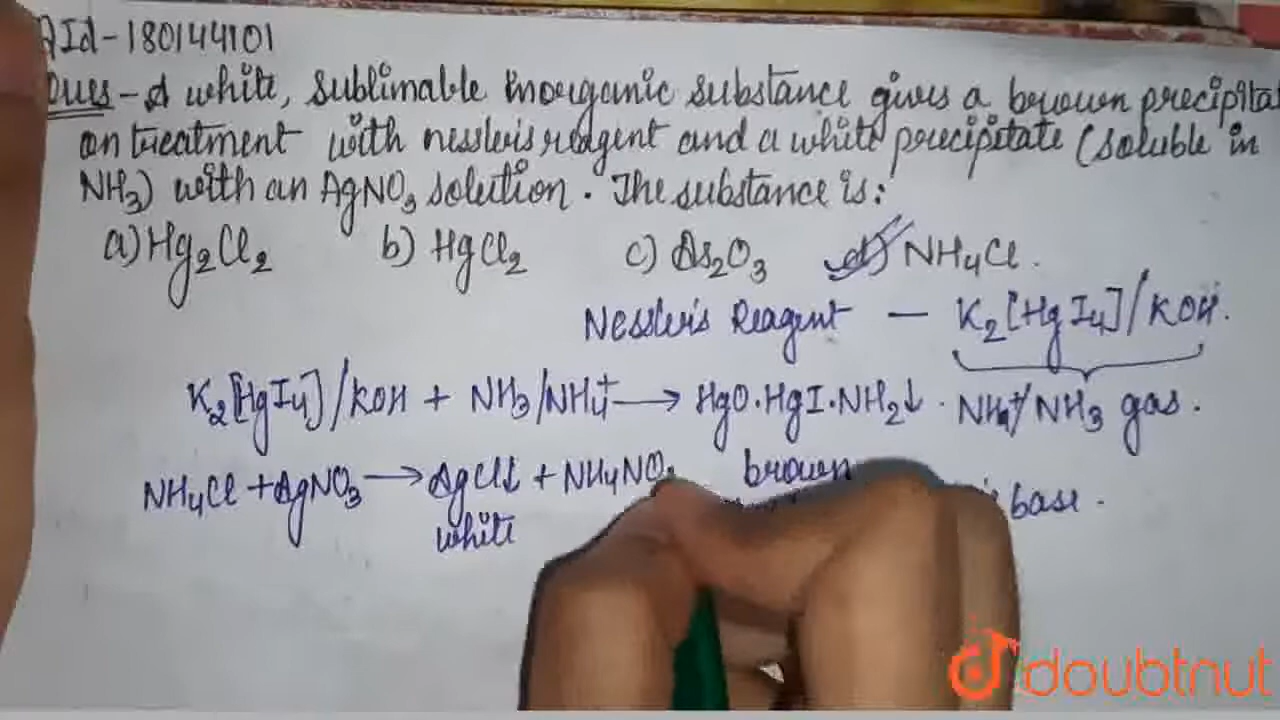 QId-180144101
Ques - A white, sublimable inorganic substance gives a brown precipitat
on treatment with nessler's reagent and a white precipitate (soluble in
NH3) with an AgNO3 solution. The substance is:
a) Hg2Cl2 b) HgCl2 c) As2O3 d) NH4Cl.
Nessler's Reagent — K2[HgI4]/KOH.
K2[HgI4]/KOH + NH3/NH4+ → HgO·HgI·NH2↓ · NH4+/NH3 gas.
NH4Cl + AgNO3 → AgCl↓ + NH4NO3 brown
white base.
doubtnut